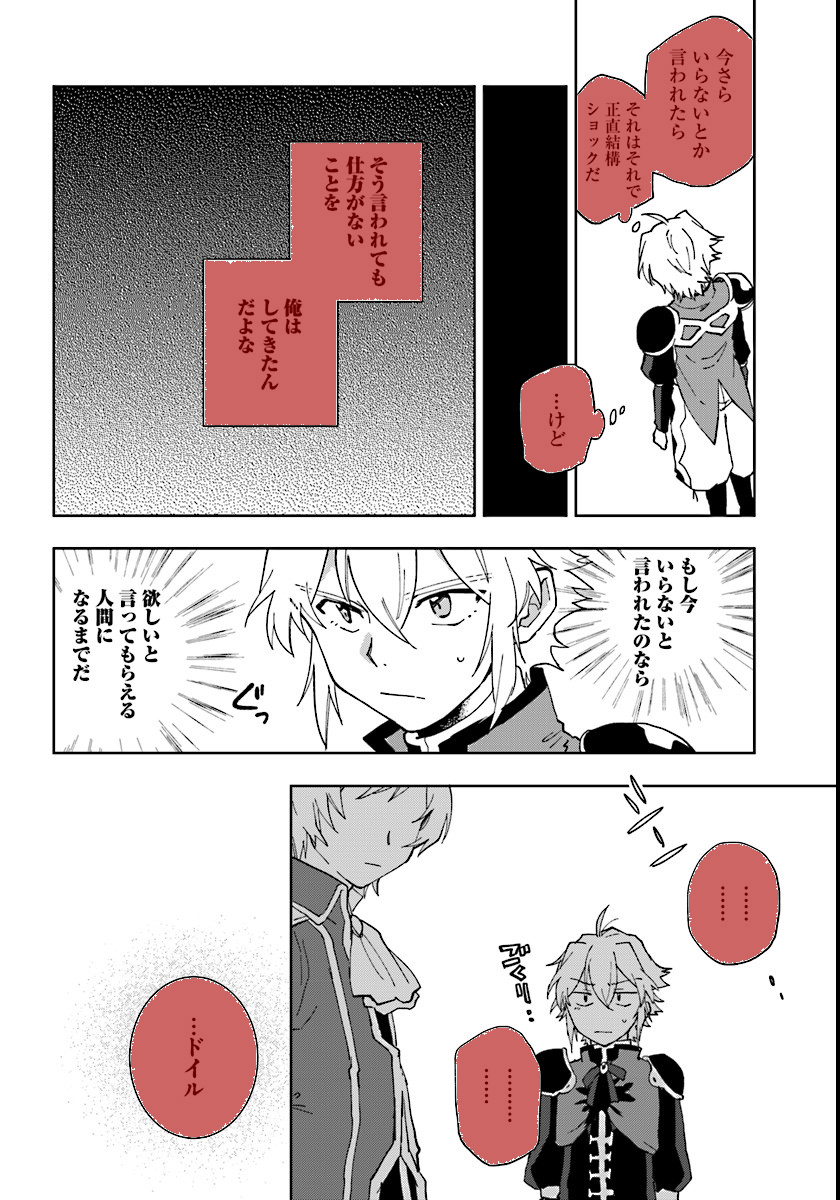 今さら
いらないとか
言われたら
それはそれで
正直結構
ショックだ
…けど
そう言われても
仕方がない
ことを
俺は
してきたん
だよな
もし今
いらないと
言われたのなら
欲しいと
言ってもらえる
人間に
なるまでだ
ぐっ
………
………
ごくり…
………
………
…ドイル